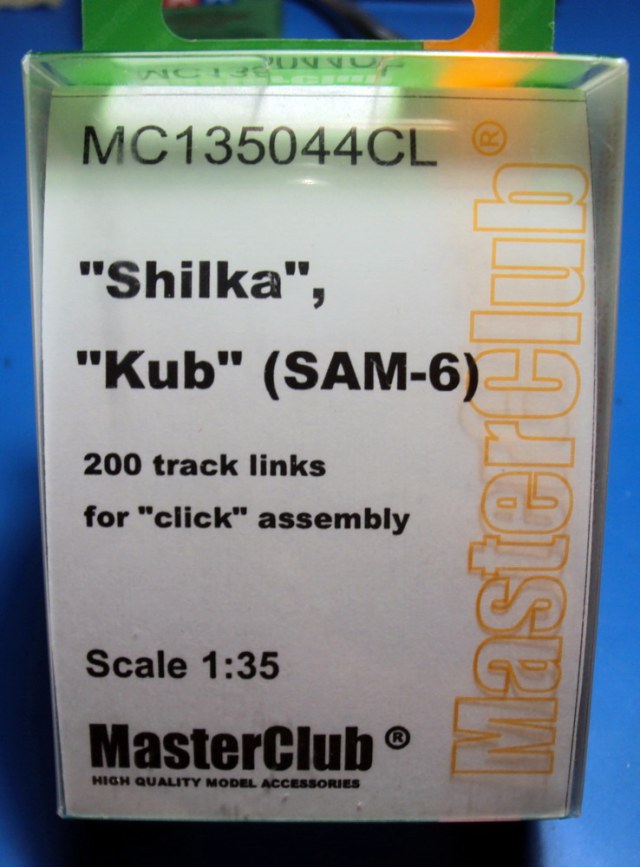 MC135044CL
"Shilka",
"Kub" (SAM-6)
200 track links
for "click" assembly
Scale 1:35
MasterClub ®
HIGH QUALITY MODEL ACCESSORIES
MasterClub ®